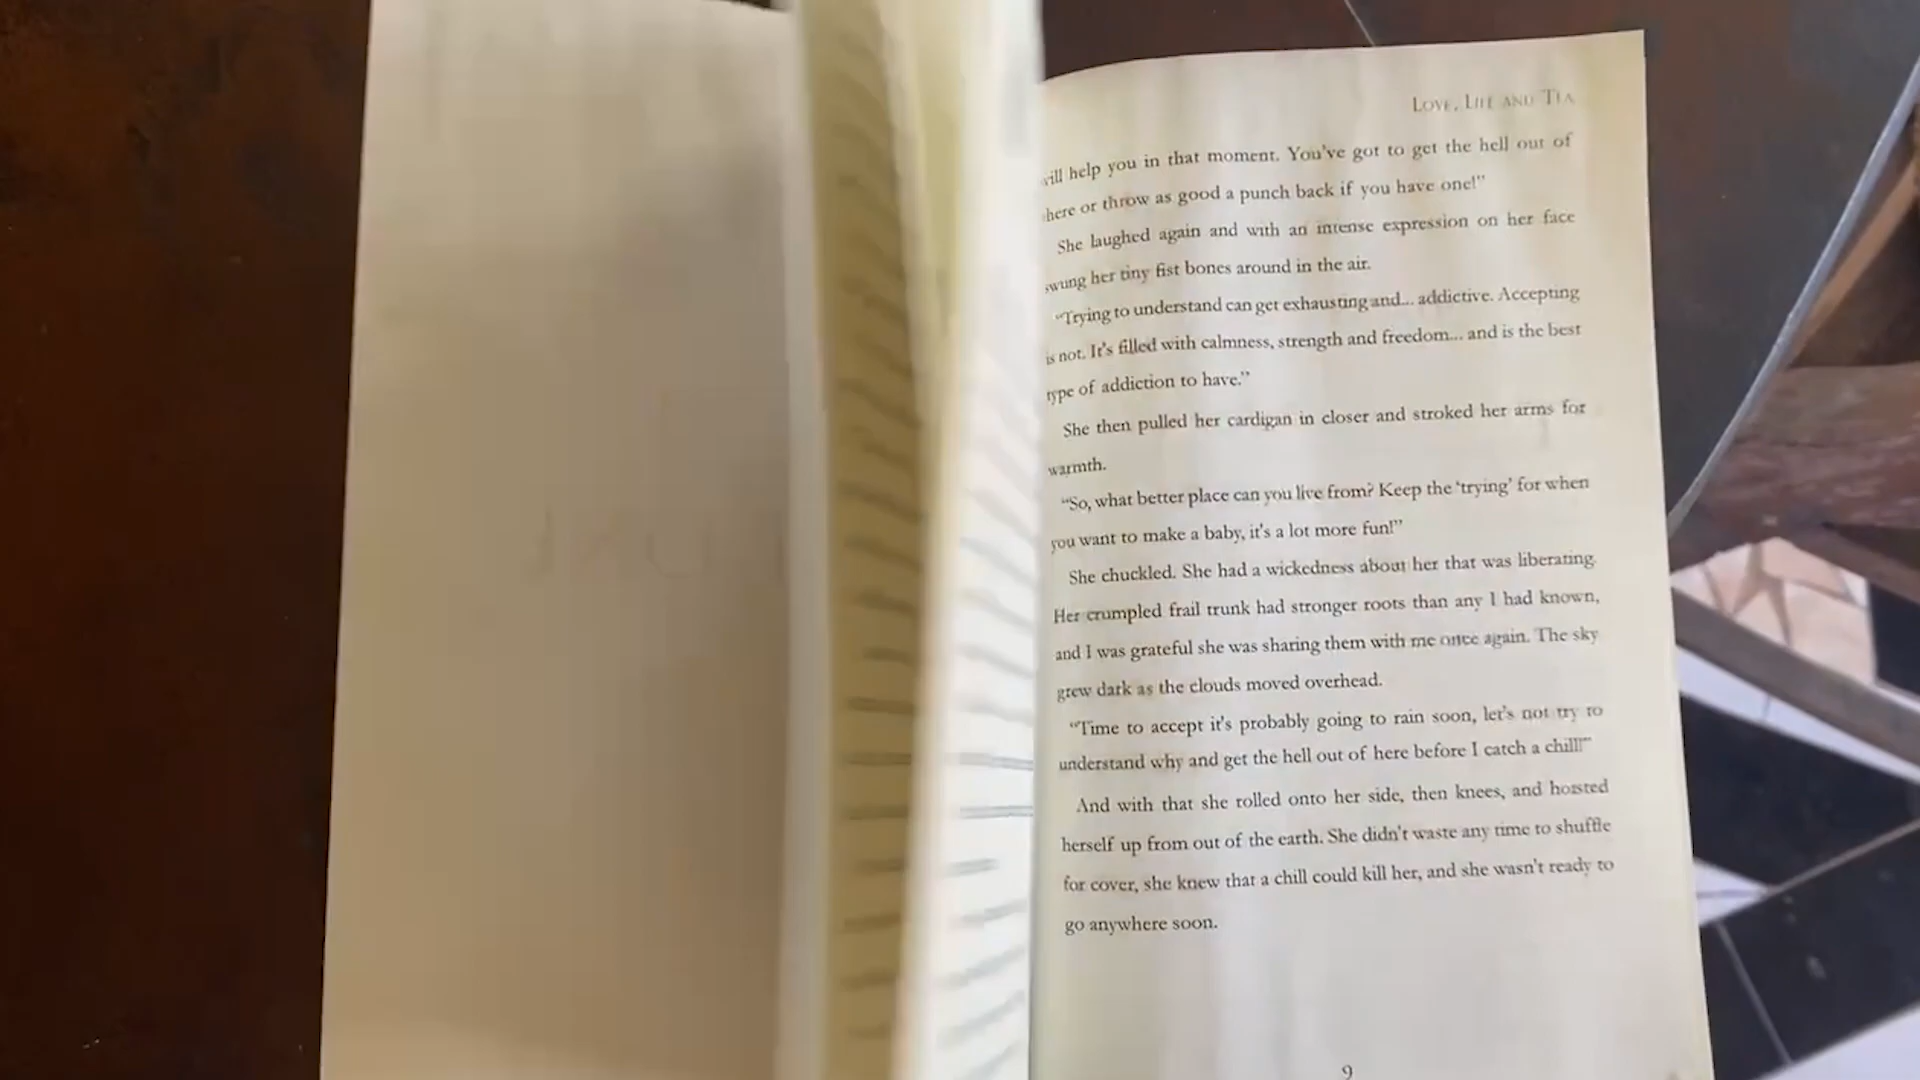 LOVE, LIFE AND TEA
will help you in that moment. You've got to get the hell out of
here or throw as good a punch back if you have one!"
She laughed again and with an intense expression on her face
swung her tiny fist bones around in the air.
"Trying to understand can get exhausting and... addictive. Accepting
is not. It's filled with calmness, strength and freedom... and is the best
type of addiction to have."
She then pulled her cardigan in closer and stroked her arms for
warmth.
"So, what better place can you live from? Keep the 'trying' for when
you want to make a baby, it's a lot more fun!"
She chuckled. She had a wickedness about her that was liberating.
Her crumpled frail trunk had stronger roots than any I had known,
and I was grateful she was sharing them with me once again. The sky
grew dark as the clouds moved overhead.
"Time to accept it's probably going to rain soon, let's not try to
understand why and get the hell out of here before I catch a chill!"
And with that she rolled onto her side, then knees, and hoisted
herself up from out of the earth. She didn't waste any time to shuffle
for cover, she knew that a chill could kill her, and she wasn't ready to
go anywhere soon.
9